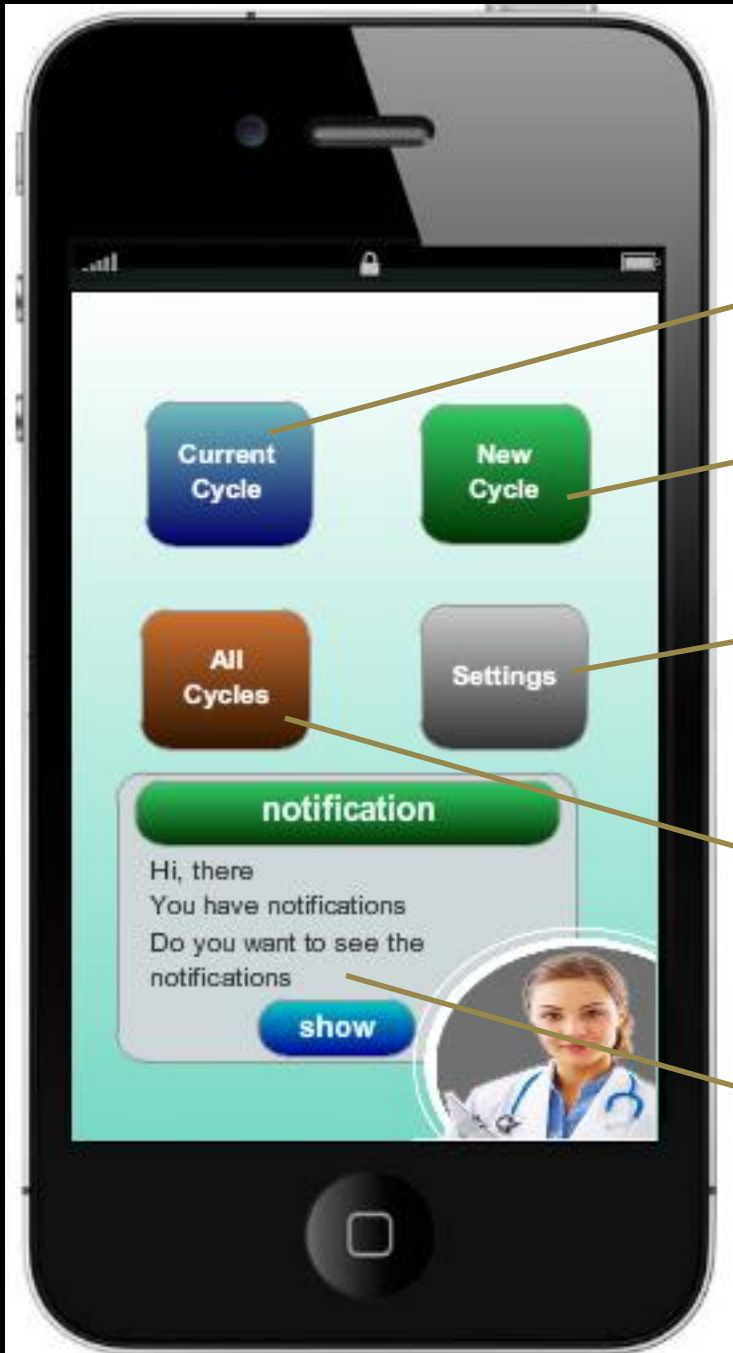 Current
Cycle
New
Cycle
All
Cycles
Settings
notification
Hi, there
You have notifications
Do you want to see the
notifications
show